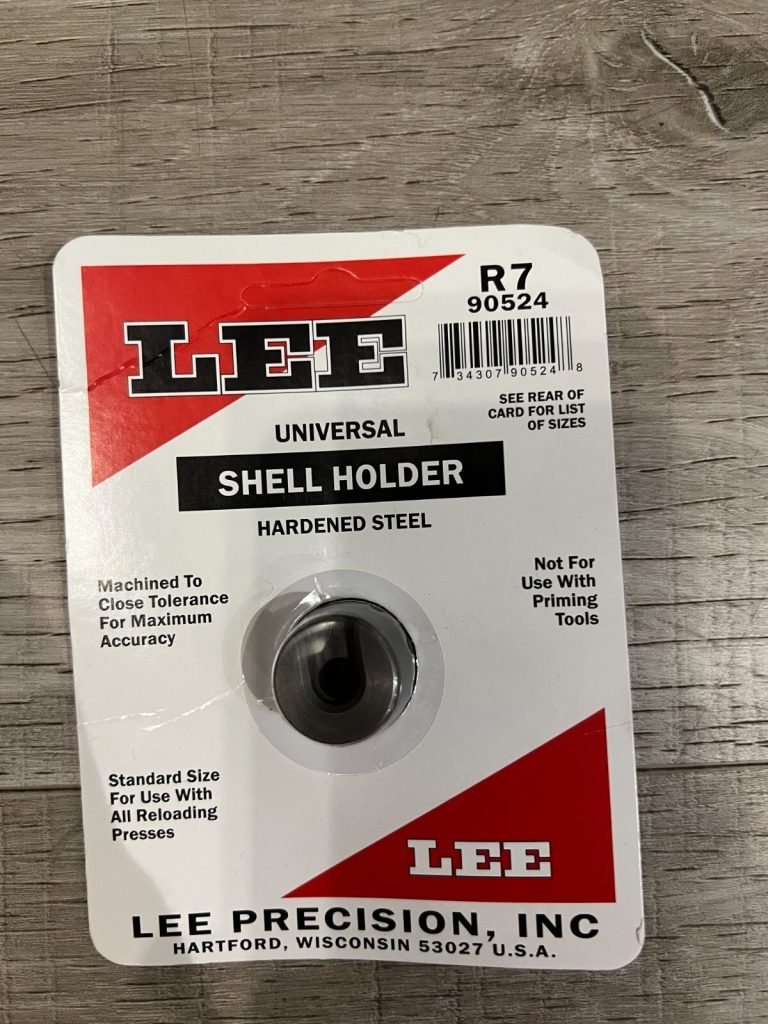 R 7
90524
LEE
7 34307 90524 8
SEE REAR OF
CARD FOR LIST
OF SIZES
UNIVERSAL
SHELL HOLDER
HARDENED STEEL
Machined To
Close Tolerance
For Maximum
Accuracy
Not For
Use With
Priming
Tools
Standard Size
For Use With
All Reloading
Presses
LEE
LEE PRECISION, INC
HARTFORD, WISCONSIN 53027 U.S.A.